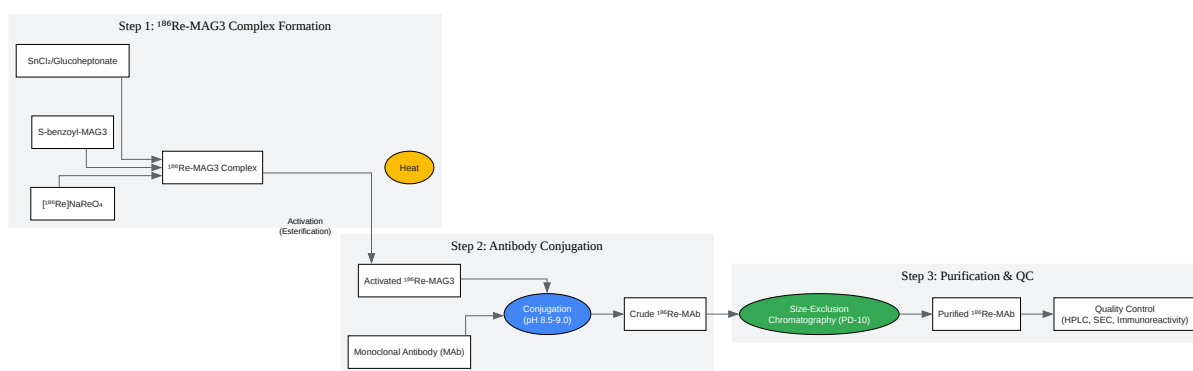 Step 1: ¹⁸⁶Re-MAG3 Complex Formation
SnCl₂/Glucoheptonate
S-benzoyl-MAG3
¹⁸⁶Re-MAG3 Complex
Heat
[¹⁸⁶Re]NaReO₄
Activation
(Esterification)
Step 2: Antibody Conjugation
Activated ¹⁸⁶Re-MAG3
Conjugation
(pH 8.5-9.0)
Crude ¹⁸⁶Re-MAb
Monoclonal Antibody (MAb)
Step 3: Purification & QC
Size-Exclusion
Chromatography (PD-10)
Purified ¹⁸⁶Re-MAb
Quality Control
(HPLC, SEC, Immunoreactivity)